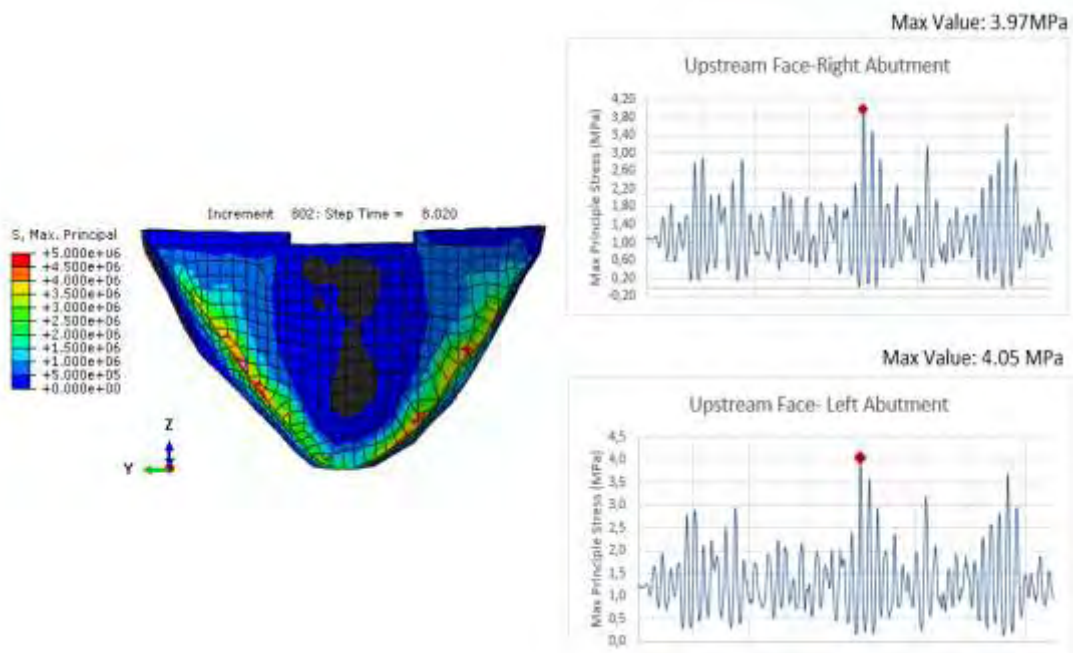 Max Value: 3.97MPa
Upstream Face-Right Abutment
Max Principle Stress (MPa)
4,20
3,80
3,40
3,00
2,60
2,20
1,80
1,40
1,00
0,60
0,20
-0,20
Increment 802: Step Time = 8.020
S, Max. Principal
+5.000e+06
+4.500e+06
+4.000e+06
+3.500e+06
+3.000e+06
+2.500e+06
+2.000e+06
+1.500e+06
+1.000e+06
+5.000e+05
+0.000e+00
Z
Y
Max Value: 4.05 MPa
Upstream Face- Left Abutment
Max Principle Stress (MPa)
4,5
4,0
3,5
3,0
2,5
2,0
1,5
1,0
0,5
0,0